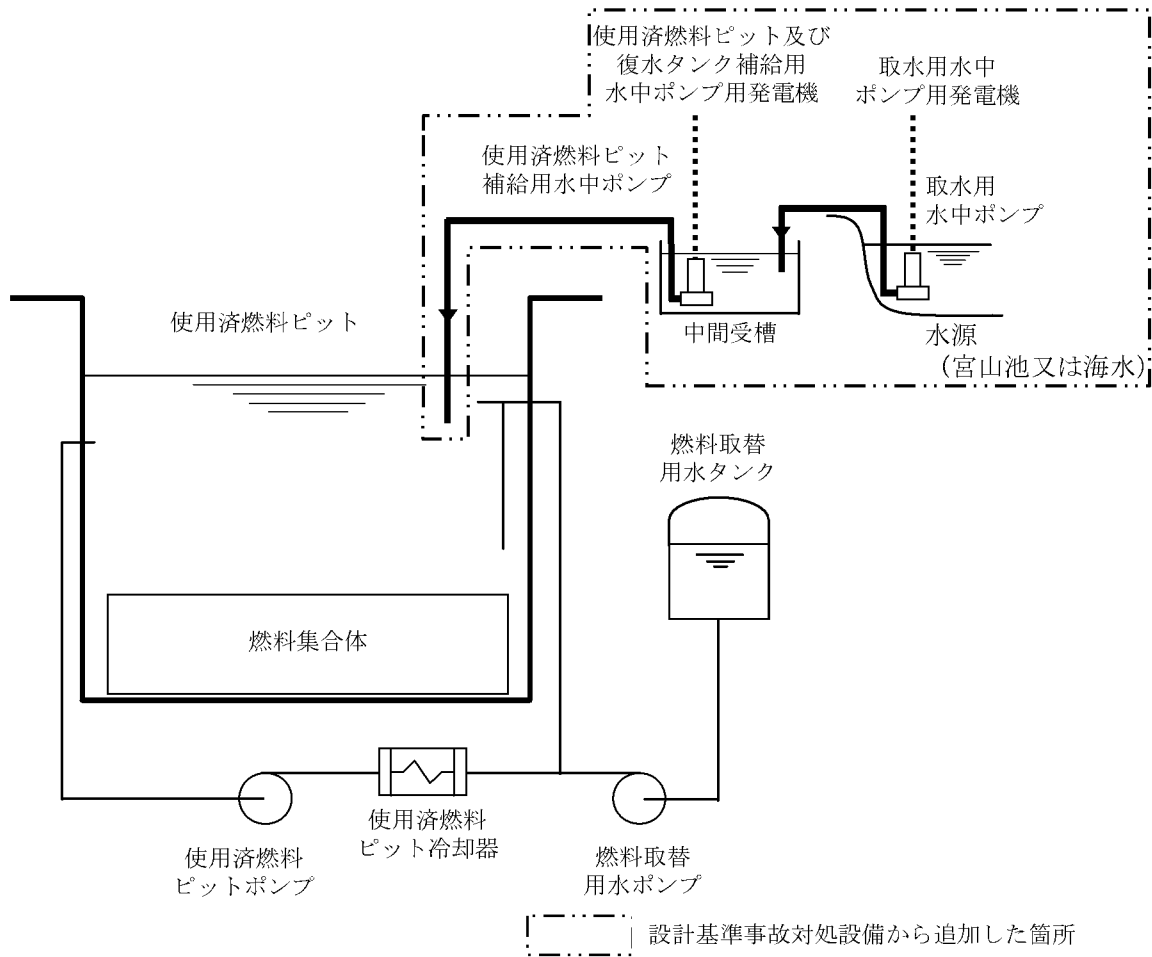 使用済燃料ピット及び
復水タンク補給用
水中ポンプ用発電機
取水用水中
ポンプ用発電機
使用済燃料ピット
補給用水中ポンプ
取水用
水中ポンプ
使用済燃料ピット
中間受槽
水源
(宮山池又は海水)
燃料取替
用水タンク
燃料集合体
使用済燃料
ピット冷却器
使用済燃料
ピットポンプ
燃料取替
用水ポンプ
設計基準事故対処設備から追加した箇所